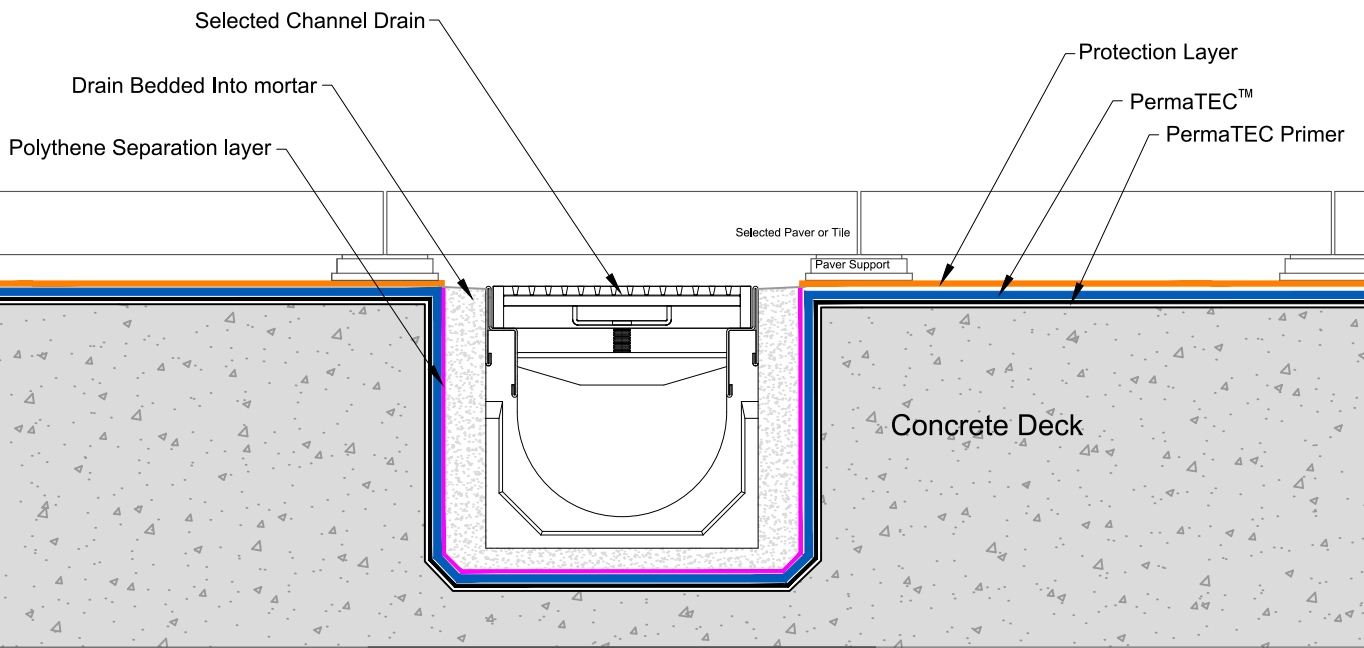 Selected Channel Drain
Protection Layer
Drain Bedded Into mortar
PermaTEC™
PermaTEC Primer
Polythene Separation layer
Selected Paver or Tile
Paver Support
Concrete Deck